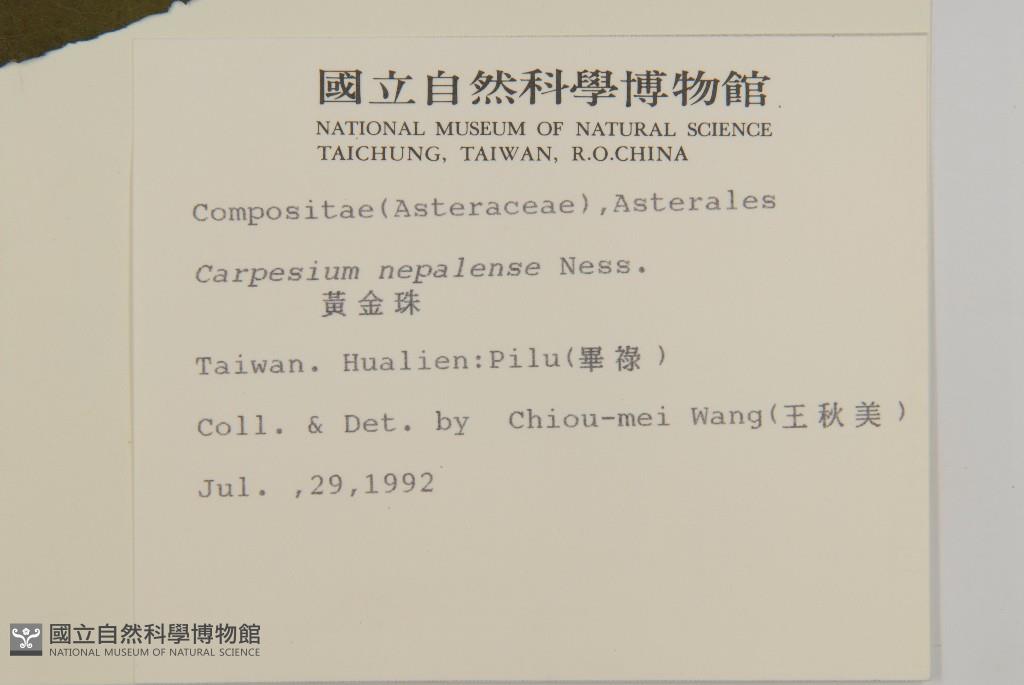 國立自然科學博物館
NATIONAL MUSEUM OF NATURAL SCIENCE
TAICHUNG, TAIWAN, R.O.CHINA
Compositae(Asteraceae),Asterales
Carpesium nepalense Ness.
黃金珠
Taiwan. Hualien:Pilu(畢祿)
Coll. & Det. by Chiou-mei Wang(王秋美)
Jul. ,29,1992
國立自然科學博物館
NATIONAL MUSEUM OF NATURAL SCIENCE